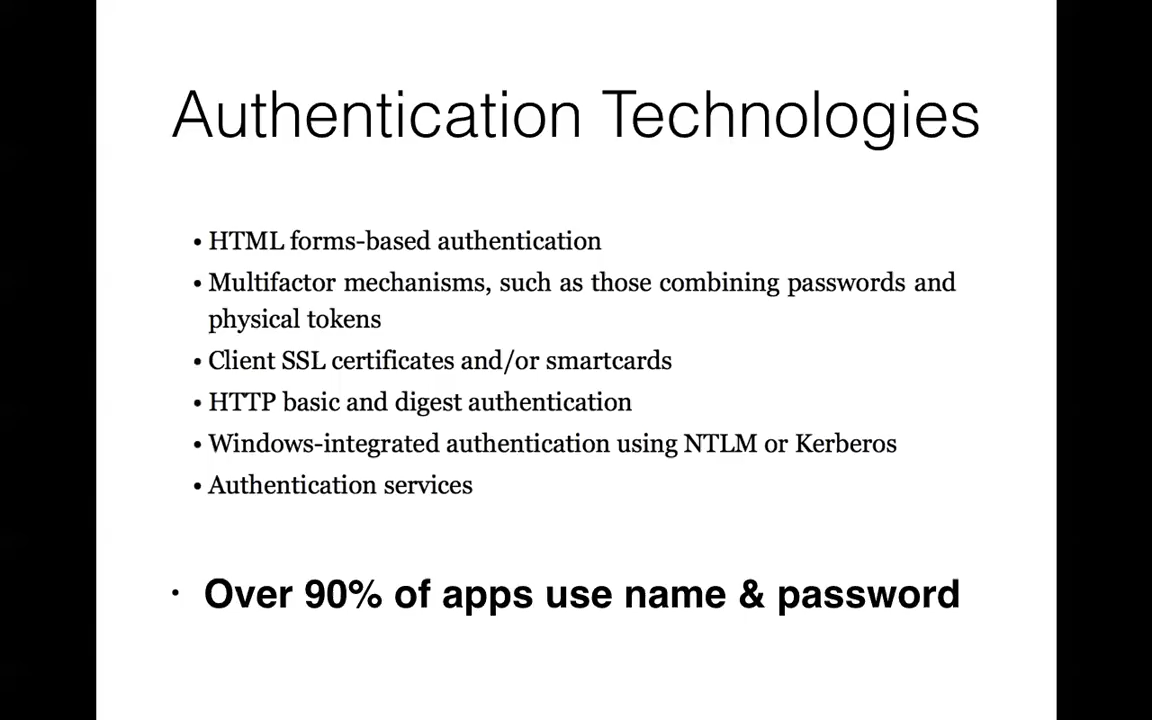 Authentication Technologies
• HTML forms-based authentication
• Multifactor mechanisms, such as those combining passwords and
physical tokens
• Client SSL certificates and/or smartcards
• HTTP basic and digest authentication
• Windows-integrated authentication using NTLM or Kerberos
• Authentication services
• Over 90% of apps use name & password